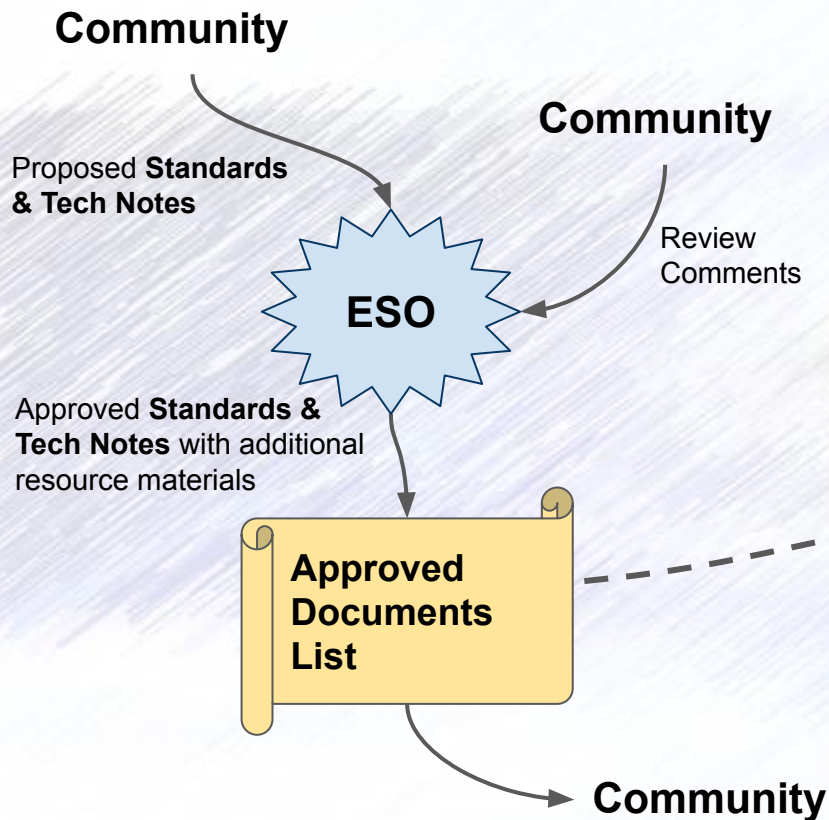 Community
Community
Proposed Standards
& Tech Notes
Review
Comments
ESO
Approved Standards &
Tech Notes with additional
resource materials
Approved
Documents
List
Community